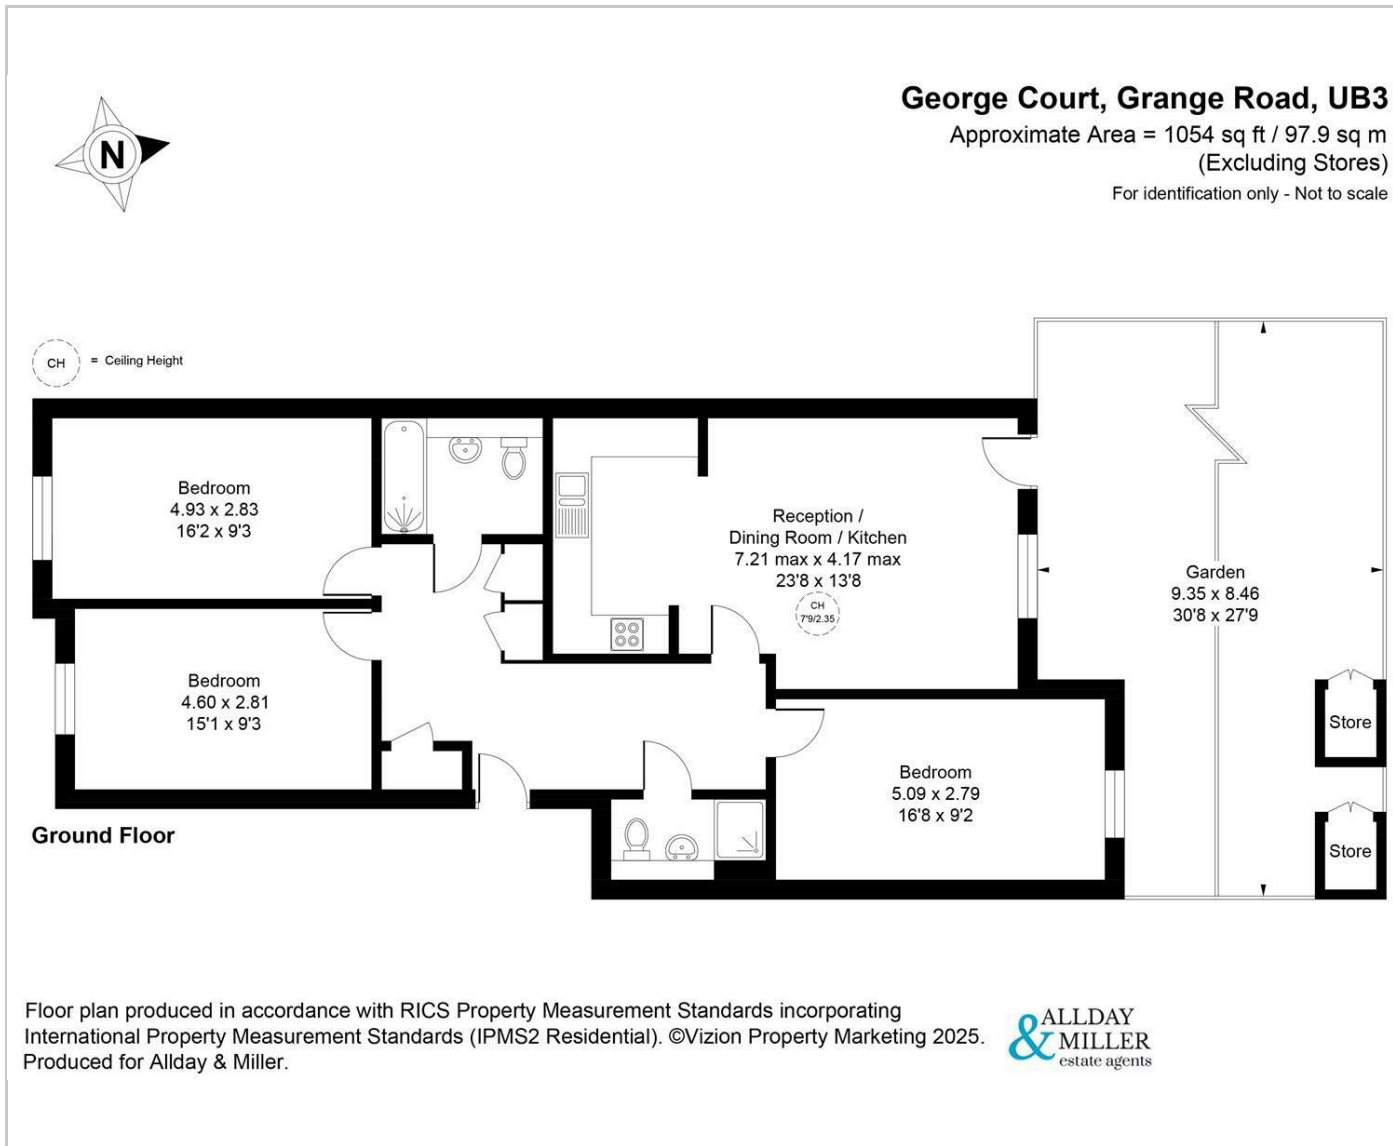 George Court, Grange Road, UB3
Approximate Area = 1054 sq ft / 97.9 sq m
(Excluding Stores)
For identification only - Not to scale
N
CH = Ceiling Height
Bedroom
4.93 x 2.83
16'2 x 9'3
Reception /
Dining Room / Kitchen
7.21 max x 4.17 max
23'8 x 13'8
CH
7'9/2.35
Garden
9.35 x 8.46
30'8 x 27'9
Bedroom
4.60 x 2.81
15'1 x 9'3
Store
Bedroom
5.09 x 2.79
16'8 x 9'2
Store
Ground Floor
Floor plan produced in accordance with RICS Property Measurement Standards incorporating
International Property Measurement Standards (IPMS2 Residential). ©Vizion Property Marketing 2025.
Produced for Allday & Miller.
ALLDAY
& MILLER
estate agents